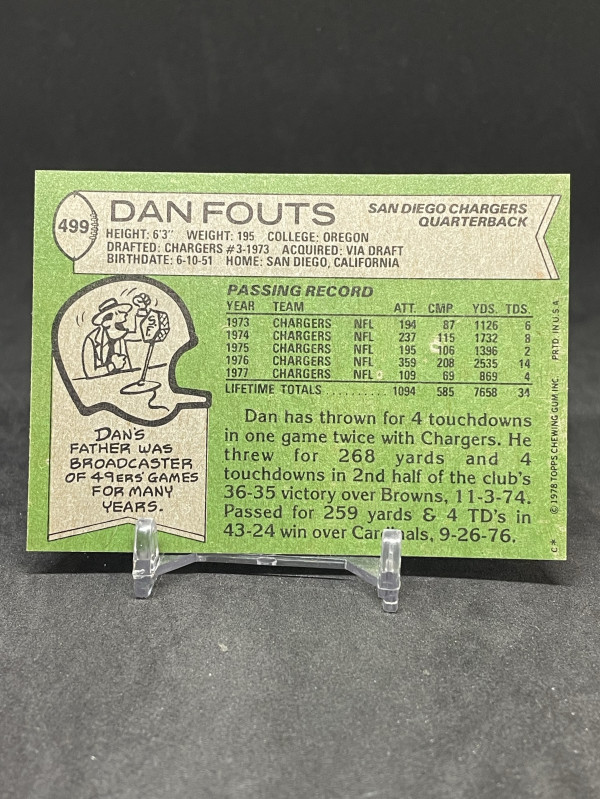 499
DAN FOUTS
SAN DIEGO CHARGERS
QUARTERBACK
HEIGHT: 6'3" WEIGHT: 195 COLLEGE: OREGON
DRAFTED: CHARGERS #3-1973 ACQUIRED: VIA DRAFT
BIRTHDATE: 6-10-51 HOME: SAN DIEGO, CALIFORNIA
PASSING RECORD
YEAR TEAM ATT. CMP. YDS. TDS.
1973 CHARGERS NFL 194 87 1126 6
1974 CHARGERS NFL 237 115 1732 8
1975 CHARGERS NFL 195 106 1396 2
1976 CHARGERS NFL 359 208 2535 14
1977 CHARGERS NFL 109 69 869 4
LIFETIME TOTALS .......... 1094 585 7658 34
DAN'S
FATHER WAS
BROADCASTER
OF 49ERS' GAMES
FOR MANY
YEARS.
Dan has thrown for 4 touchdowns
in one game twice with Chargers. He
threw for 268 yards and 4
touchdowns in 2nd half of the club's
36-35 victory over Browns, 11-3-74.
Passed for 259 yards & 4 TD's in
43-24 win over Cardinals, 9-26-76.
C* © 1978 TOPPS CHEWING GUM INC. PRTD. IN U.S.A.